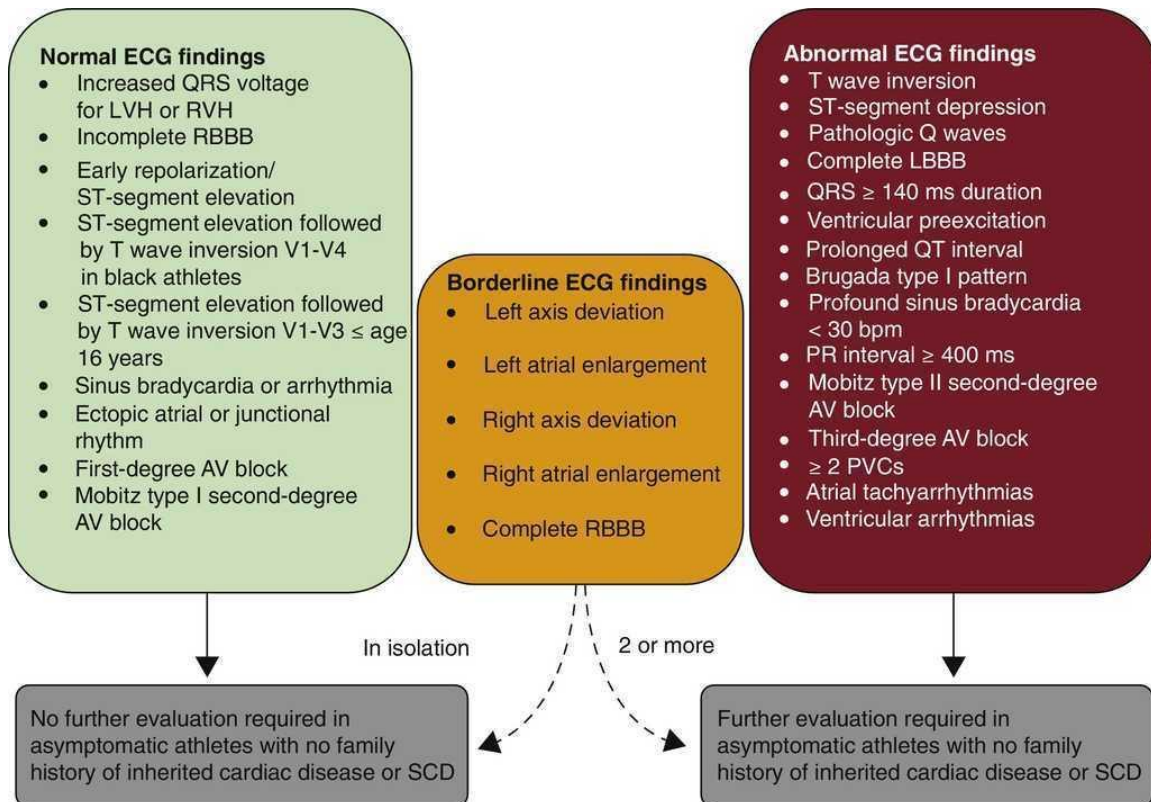 Normal ECG findings
• Increased QRS voltage
for LVH or RVH
• Incomplete RBBB
• Early repolarization/
ST-segment elevation
• ST-segment elevation followed
by T wave inversion V1-V4
in black athletes
• ST-segment elevation followed
by T wave inversion V1-V3 ≤ age
16 years
• Sinus bradycardia or arrhythmia
• Ectopic atrial or junctional
rhythm
• First-degree AV block
• Mobitz type I second-degree
AV block
Borderline ECG findings
• Left axis deviation
• Left atrial enlargement
• Right axis deviation
• Right atrial enlargement
• Complete RBBB
Abnormal ECG findings
• T wave inversion
• ST-segment depression
• Pathologic Q waves
• Complete LBBB
• QRS ≥ 140 ms duration
• Ventricular preexcitation
• Prolonged QT interval
• Brugada type I pattern
• Profound sinus bradycardia
< 30 bpm
• PR interval ≥ 400 ms
• Mobitz type II second-degree
AV block
• Third-degree AV block
• ≥ 2 PVCs
• Atrial tachyarrhythmias
• Ventricular arrhythmias
In isolation
2 or more
No further evaluation required in
asymptomatic athletes with no family
history of inherited cardiac disease or SCD
Further evaluation required in
asymptomatic athletes with no family
history of inherited cardiac disease or SCD